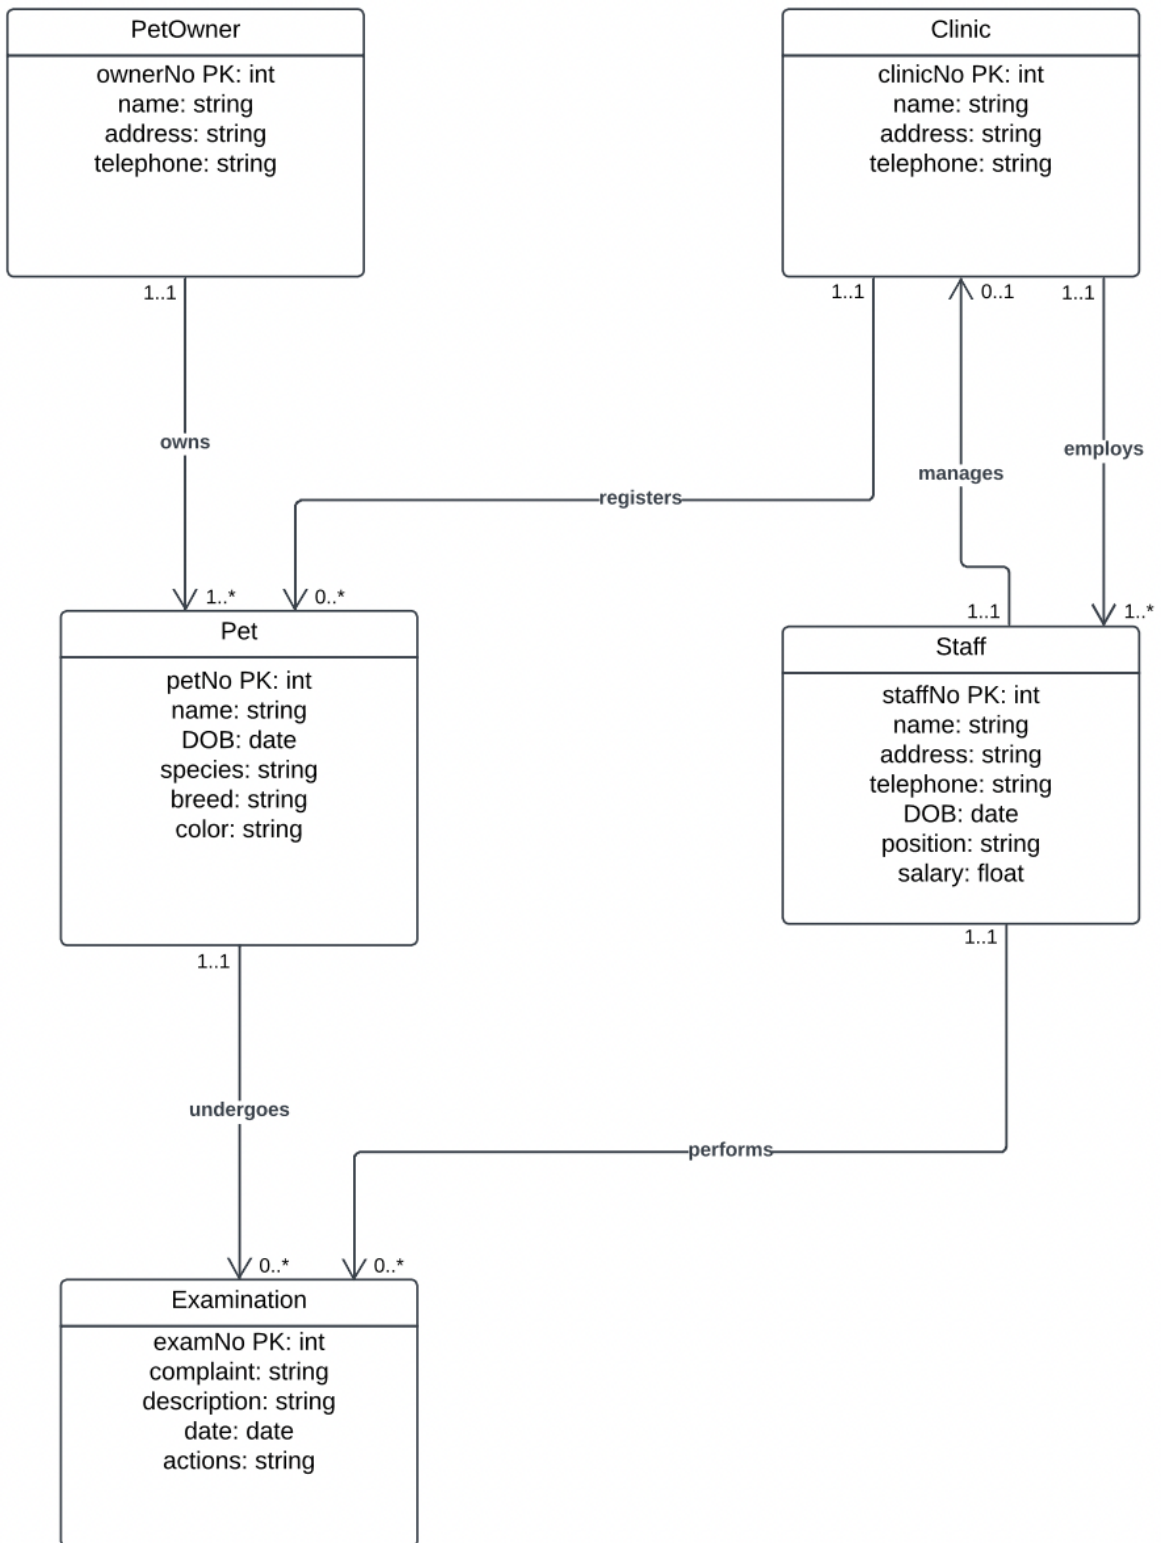 PetOwner
ownerNo PK: int
name: string
address: string
telephone: string
Clinic
clinicNo PK: int
name: string
address: string
telephone: string
1..1
1..1
0..1
1..1
owns
registers
manages
employs
1..*
0..*
1..1
1..*
Pet
petNo PK: int
name: string
DOB: date
species: string
breed: string
color: string
Staff
staffNo PK: int
name: string
address: string
telephone: string
DOB: date
position: string
salary: float
1..1
1..1
undergoes
performs
0..*
0..*
Examination
examNo PK: int
complaint: string
description: string
date: date
actions: string